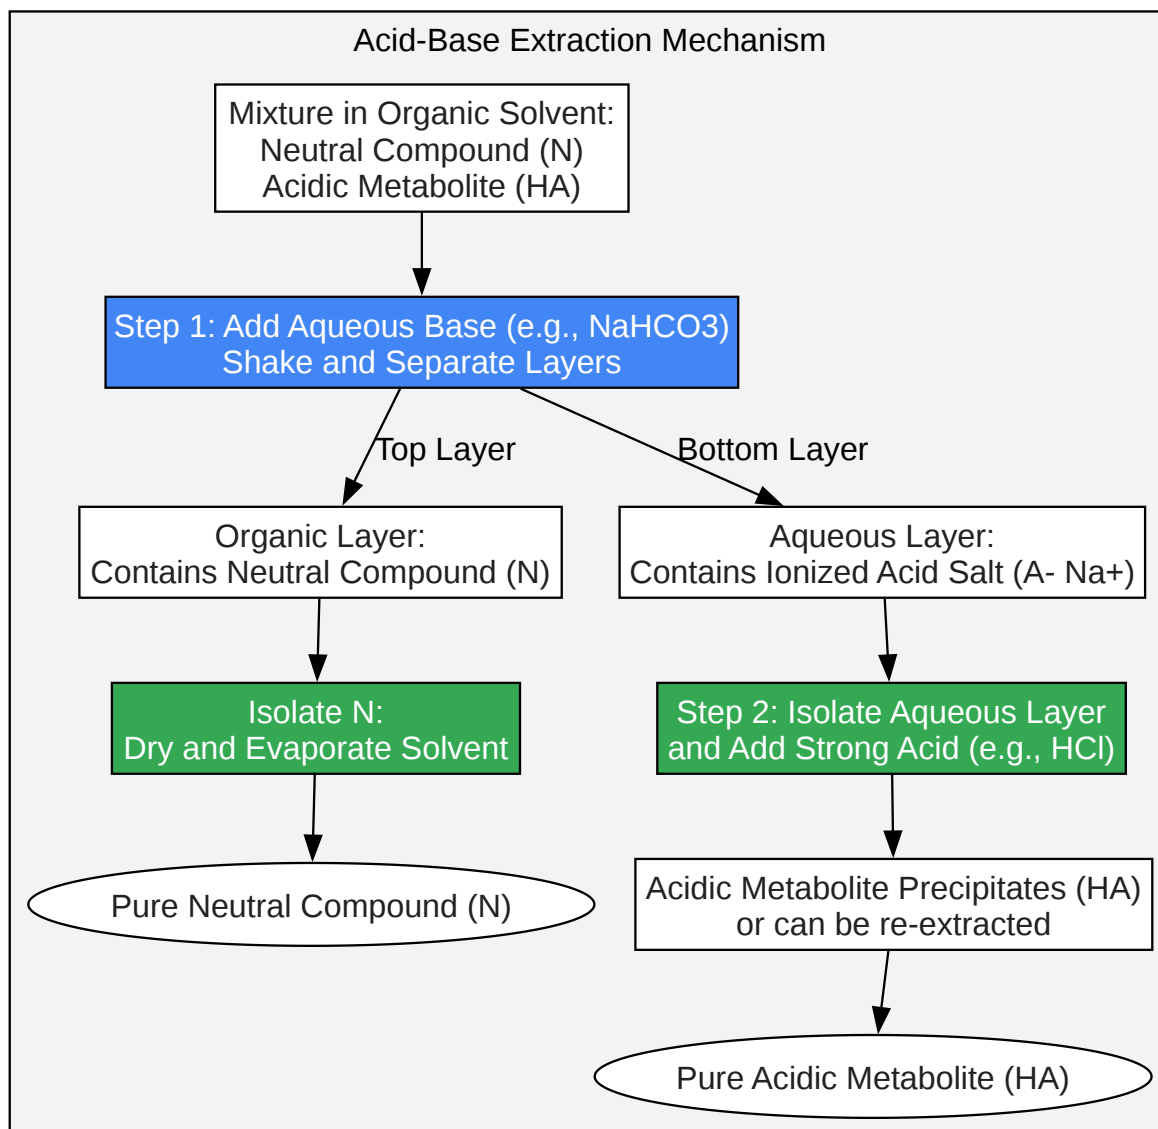 Acid-Base Extraction Mechanism
Mixture in Organic Solvent:
Neutral Compound (N)
Acidic Metabolite (HA)
Step 1: Add Aqueous Base (e.g., NaHCO3)
Shake and Separate Layers
Top Layer
Bottom Layer
Organic Layer:
Contains Neutral Compound (N)
Aqueous Layer:
Contains Ionized Acid Salt (A- Na+)
Isolate N:
Dry and Evaporate Solvent
Step 2: Isolate Aqueous Layer
and Add Strong Acid (e.g., HCl)
Pure Neutral Compound (N)
Acidic Metabolite Precipitates (HA)
or can be re-extracted
Pure Acidic Metabolite (HA)